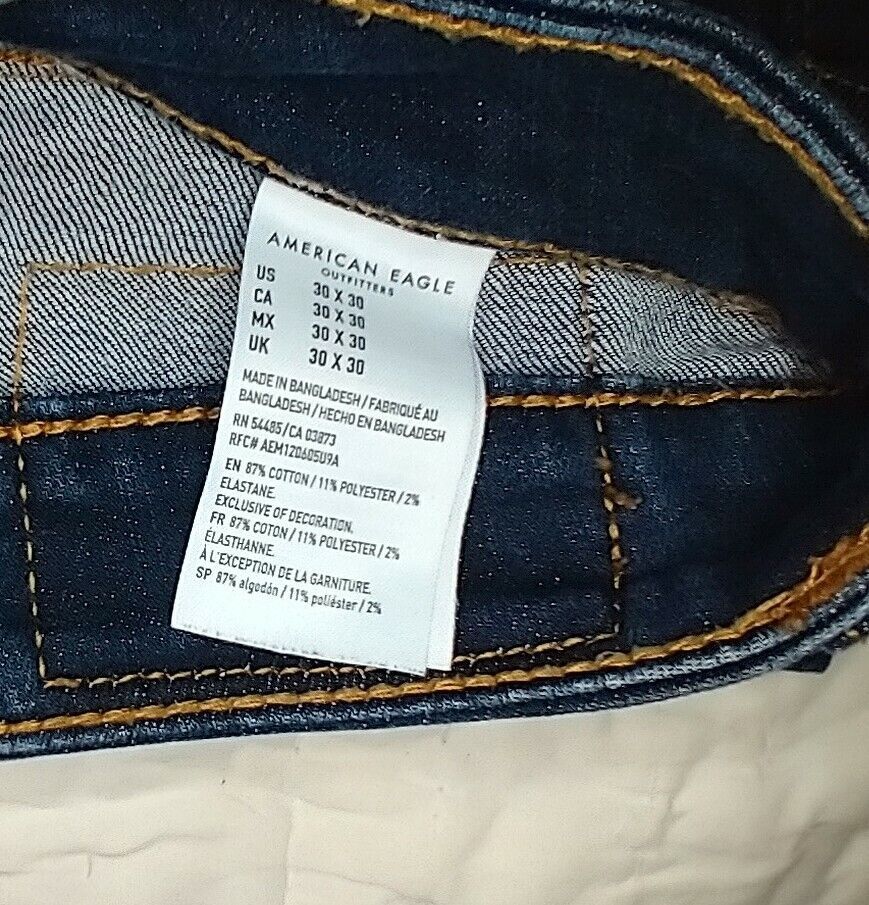 AMERICAN EAGLE
OUTFITTERS
US 30 X 30
CA 30 X 30
MX 30 X 30
UK 30 X 30
MADE IN BANGLADESH / FABRIQUÉ AU
BANGLADESH / HECHO EN BANGLADESH
RN 54485 / CA 03873
RFC# AEM120605U9A
EN 87% COTTON / 11% POLYESTER / 2%
ELASTANE.
EXCLUSIVE OF DECORATION.
FR 87% COTON / 11% POLYESTER / 2%
ÉLASTHANNE.
À L'EXCEPTION DE LA GARNITURE.
SP 87% algodón / 11% poliéster / 2%